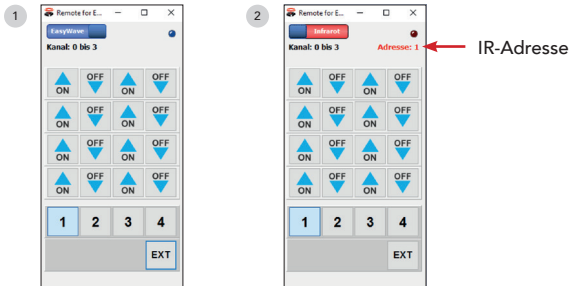 1
Remote for E...
EasyWave
Kanal: 0 bis 3
ON OFF ON OFF
ON OFF ON OFF
ON OFF ON OFF
ON OFF ON OFF
1 2 3 4
EXT
2
Remote for E...
Infrarot
Kanal: 0 bis 3 Adresse: 1
IR-Adresse
ON OFF ON OFF
ON OFF ON OFF
ON OFF ON OFF
ON OFF ON OFF
1 2 3 4
EXT